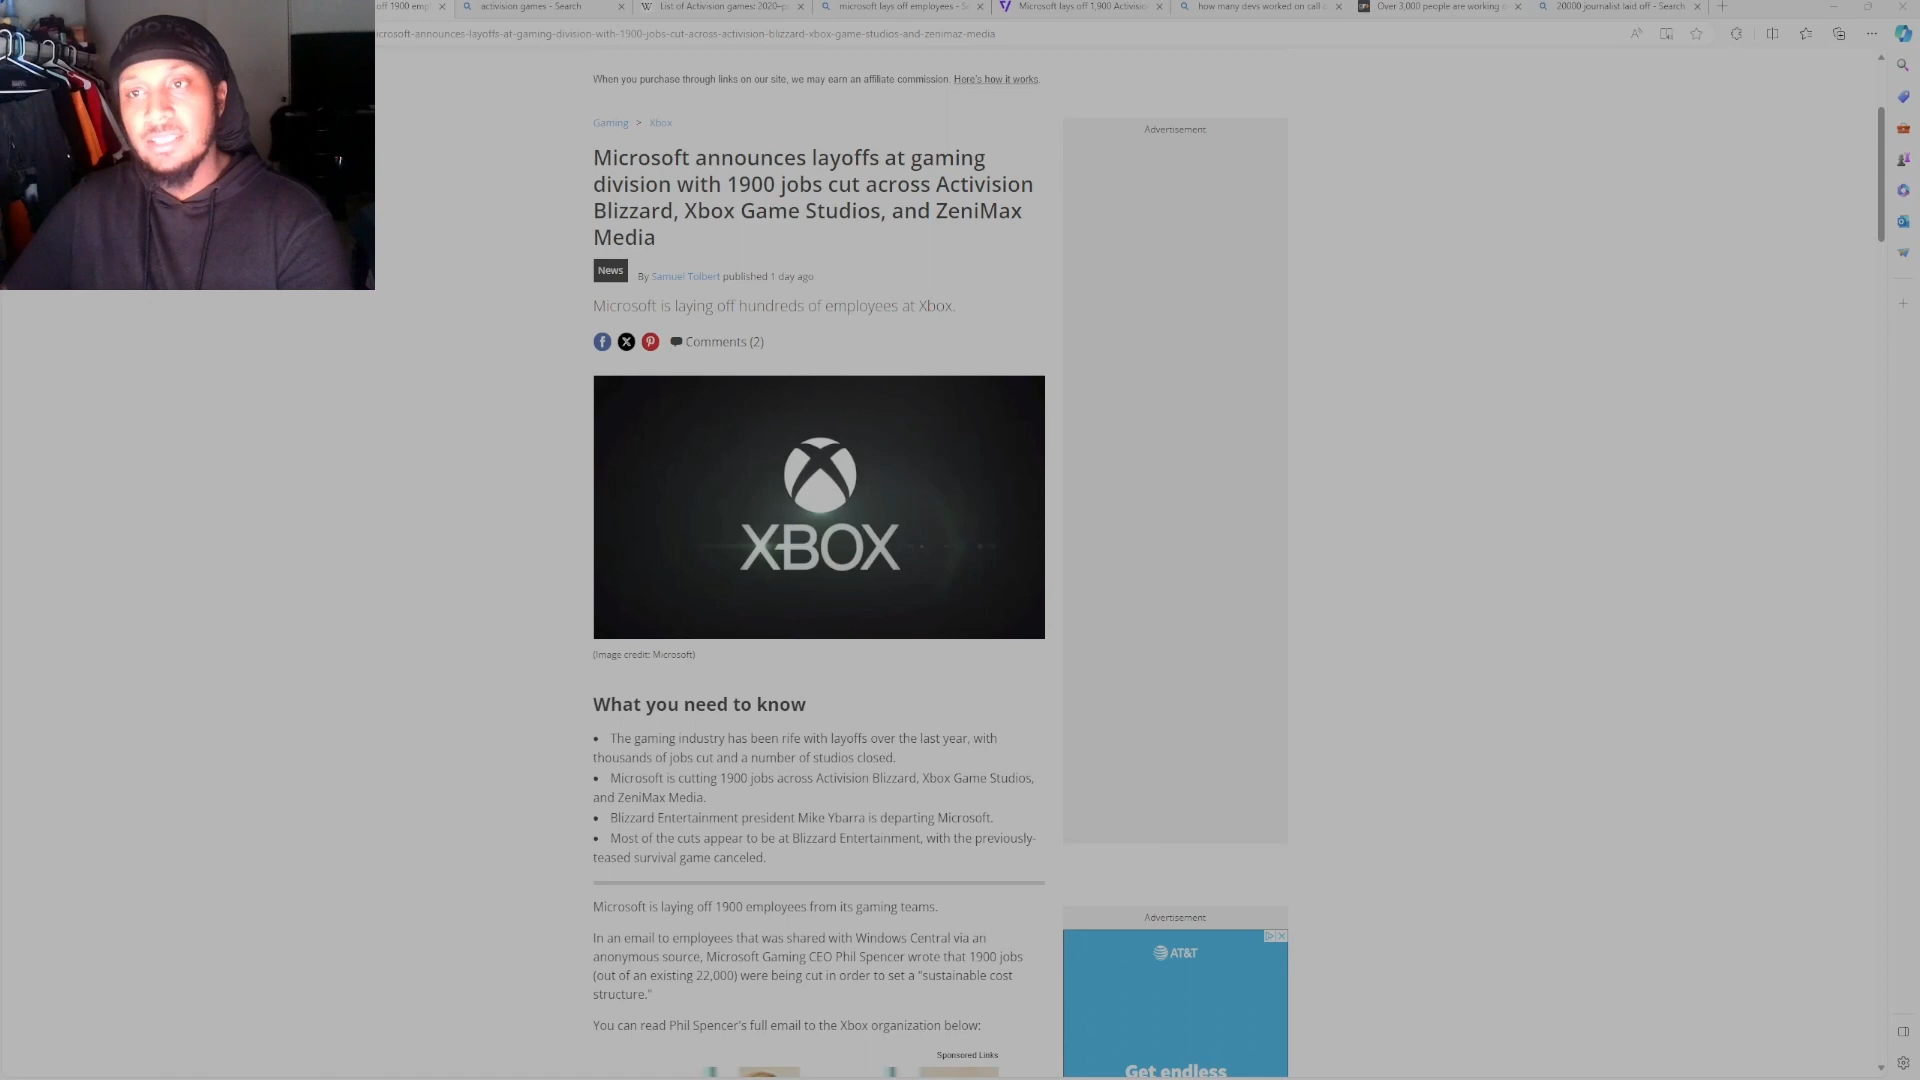 off 1900 emp
activision games - Search
List of Activision games: 2020–p
microsoft lays off employees - Se
Microsoft lays off 1,900 Activision
how many devs worked on call o
Over 3,000 people are working o
20000 journalist laid off - Search
icrosoft-announces-layoffs-at-gaming-division-with-1900-jobs-cut-across-activision-blizzard-xbox-game-studios-and-zenimaz-media
When you purchase through links on our site, we may earn an affiliate commission. Here's how it works.
Gaming > Xbox
Advertisement
Microsoft announces layoffs at gaming
division with 1900 jobs cut across Activision
Blizzard, Xbox Game Studios, and ZeniMax
Media
News By Samuel Tolbert published 1 day ago
Microsoft is laying off hundreds of employees at Xbox.
Comments (2)
XBOX
(Image credit: Microsoft)
What you need to know
• The gaming industry has been rife with layoffs over the last year, with
thousands of jobs cut and a number of studios closed.
• Microsoft is cutting 1900 jobs across Activision Blizzard, Xbox Game Studios,
and ZeniMax Media.
• Blizzard Entertainment president Mike Ybarra is departing Microsoft.
• Most of the cuts appear to be at Blizzard Entertainment, with the previously-
teased survival game canceled.
Microsoft is laying off 1900 employees from its gaming teams.
In an email to employees that was shared with Windows Central via an
anonymous source, Microsoft Gaming CEO Phil Spencer wrote that 1900 jobs
(out of an existing 22,000) were being cut in order to set a "sustainable cost
structure."
You can read Phil Spencer's full email to the Xbox organization below:
Sponsored Links
Advertisement
AT&T
Get endless